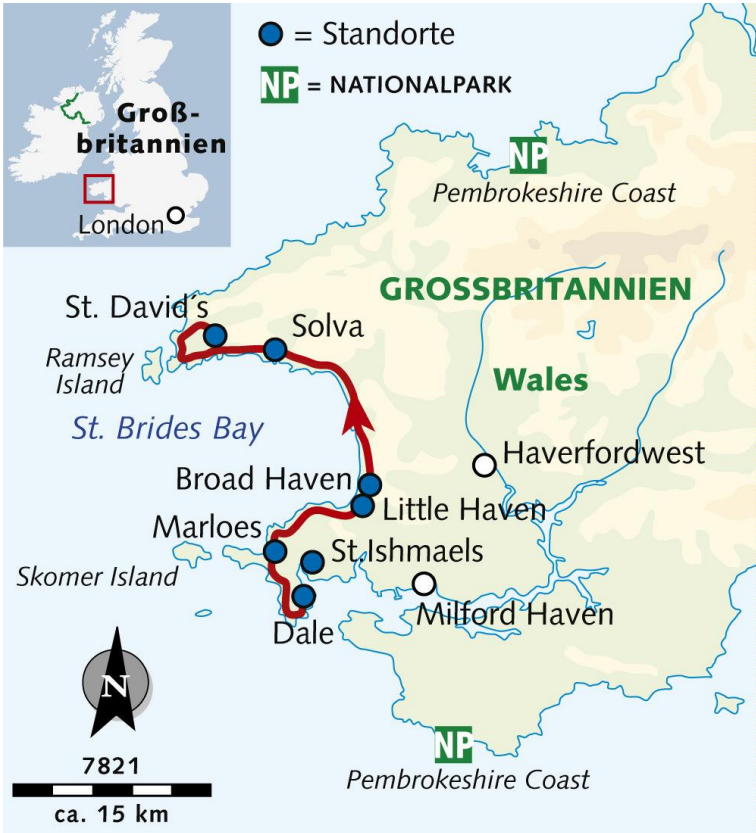 = Standorte
NP = NATIONALPARK
Groß-
britannien
London
NP
Pembrokeshire Coast
GROSSBRITANNIEN
St. David´s
Solva
Ramsey
Island
Wales
St. Brides Bay
Haverfordwest
Broad Haven
Little Haven
Marloes
St.Ishmaels
Skomer Island
Milford Haven
Dale
N
NP
7821
Pembrokeshire Coast
ca. 15 km